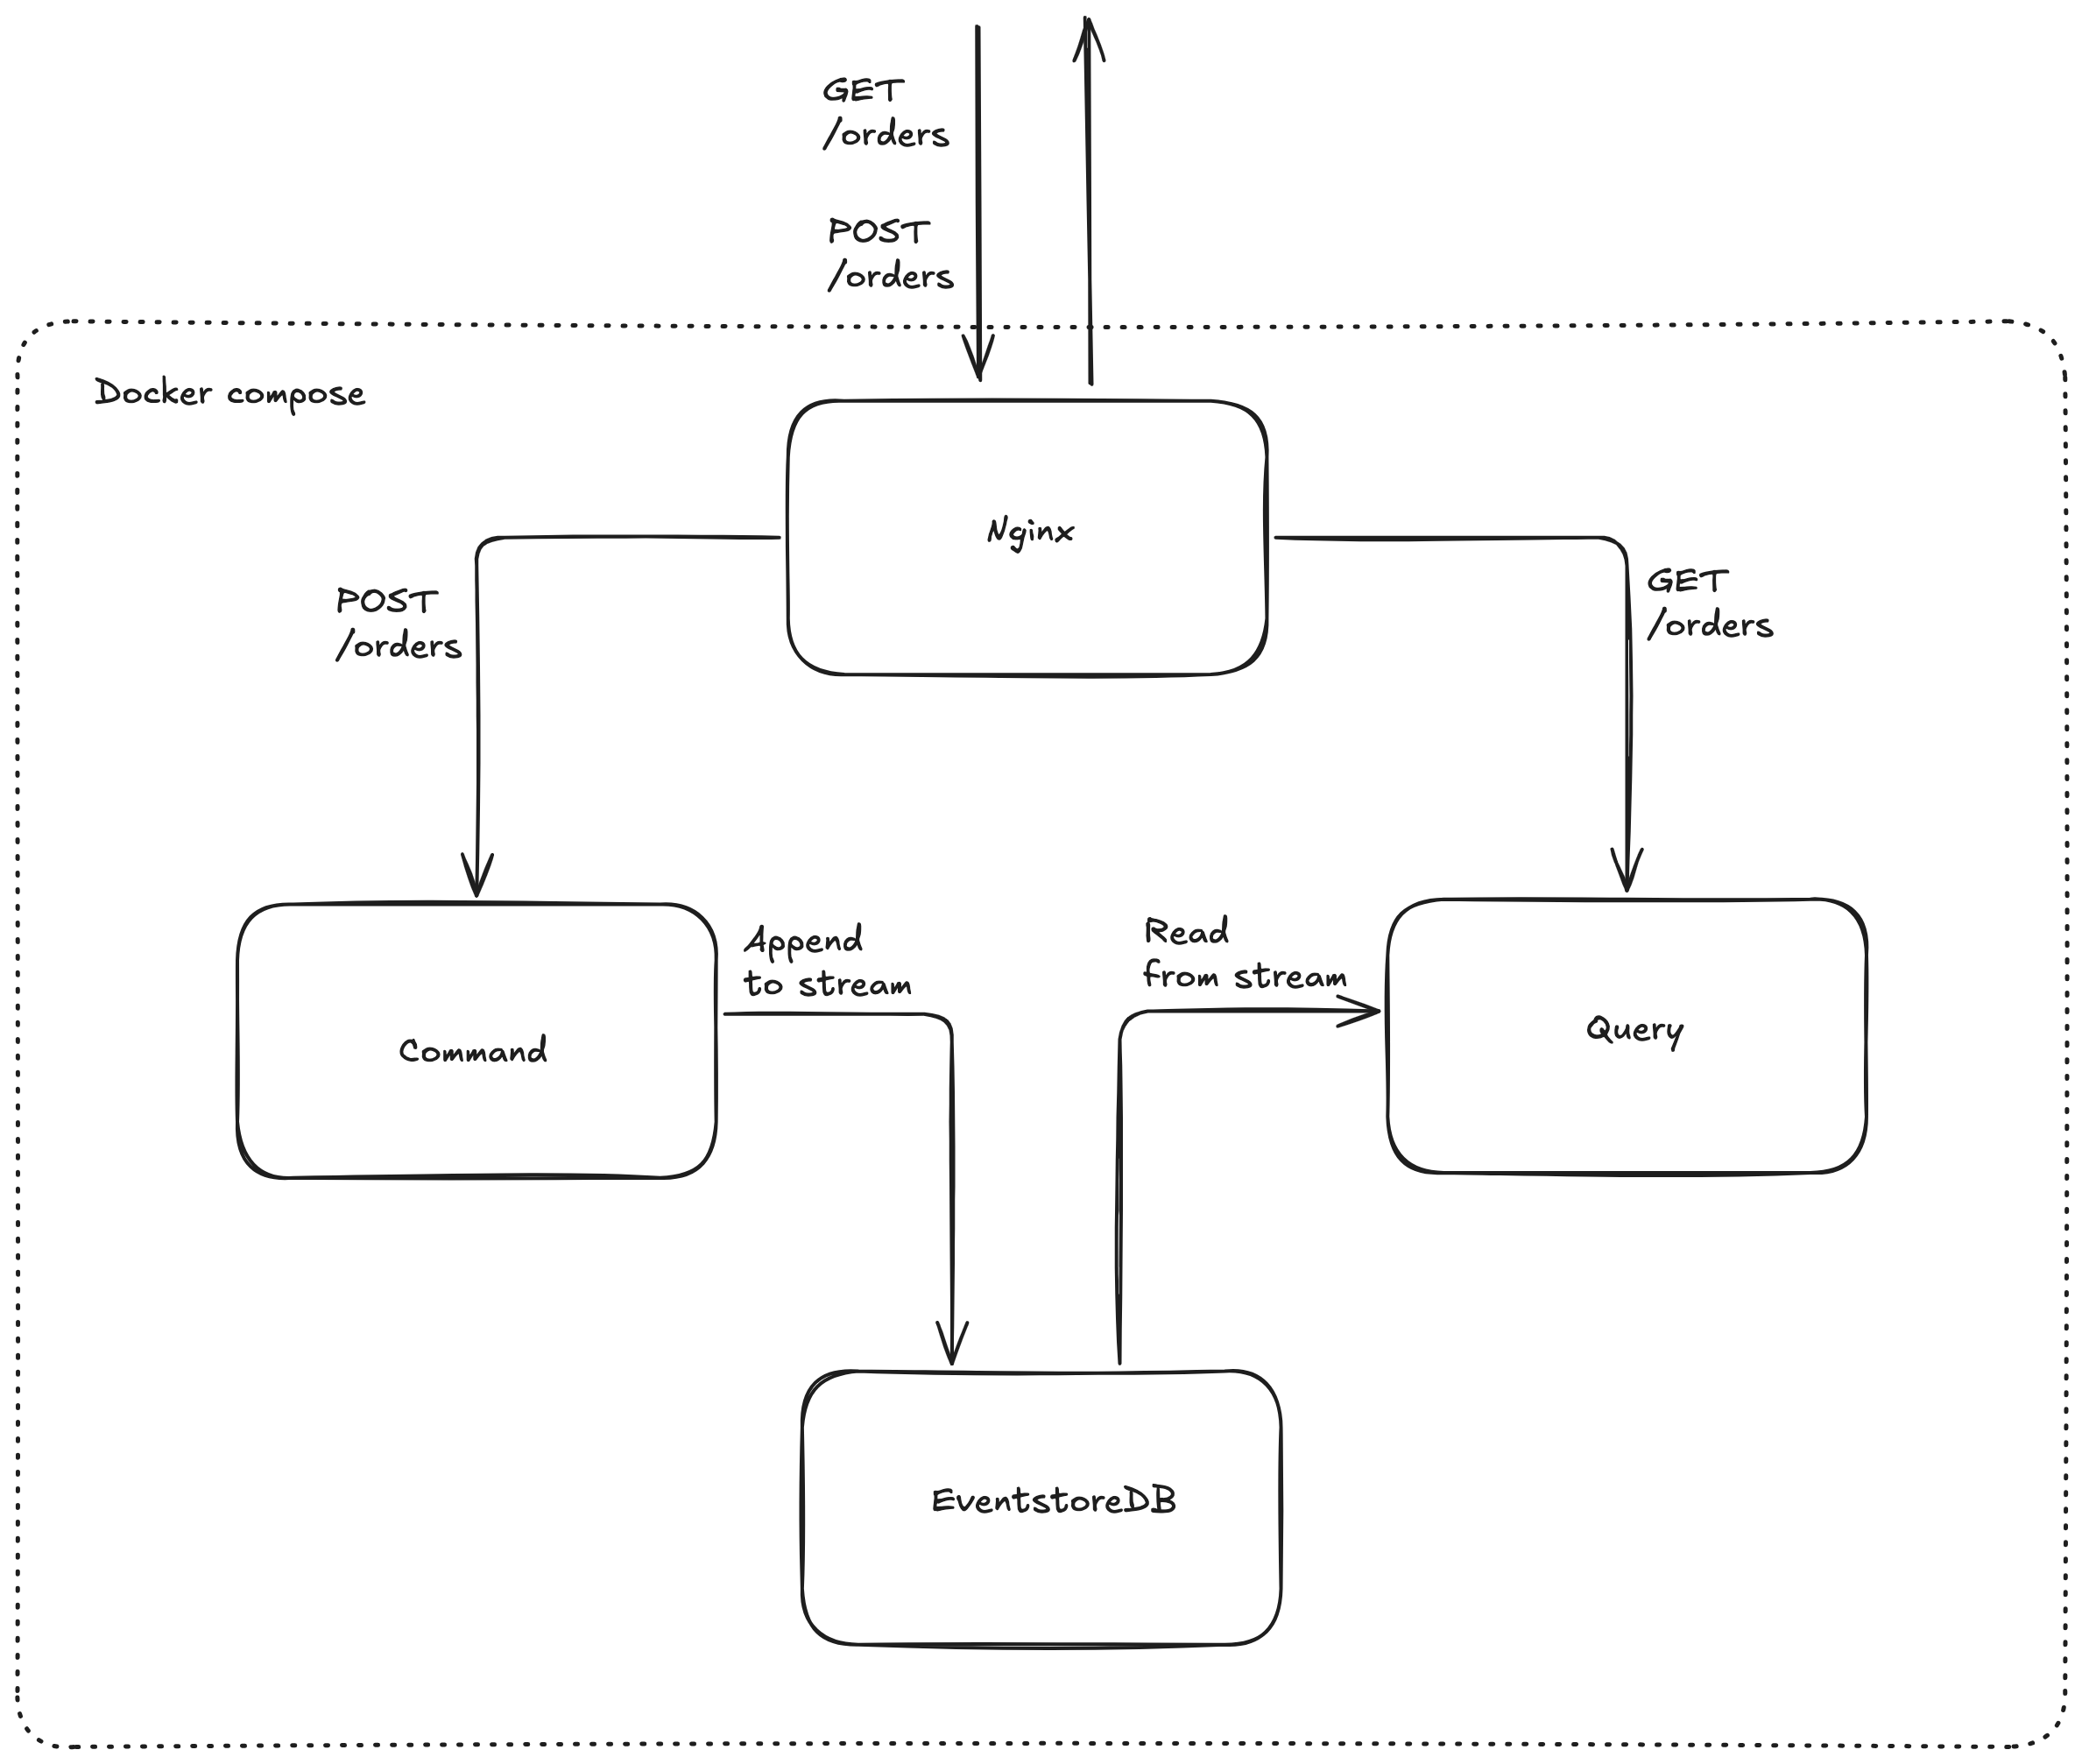 GET
/orders
POST
/orders
Docker compose
Nginx
POST
/orders
GET
/orders
Append
to stream
Read
from stream
Command
Query
EventstoreDB